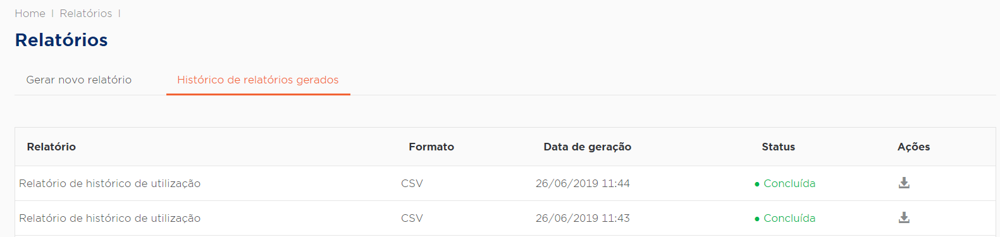 Home | Relatórios |
Relatórios
Gerar novo relatório Histórico de relatórios gerados
Relatório Formato Data de geração Status Ações
Relatório de histórico de utilização CSV 26/06/2019 11:44 • Concluída
Relatório de histórico de utilização CSV 26/06/2019 11:43 • Concluída